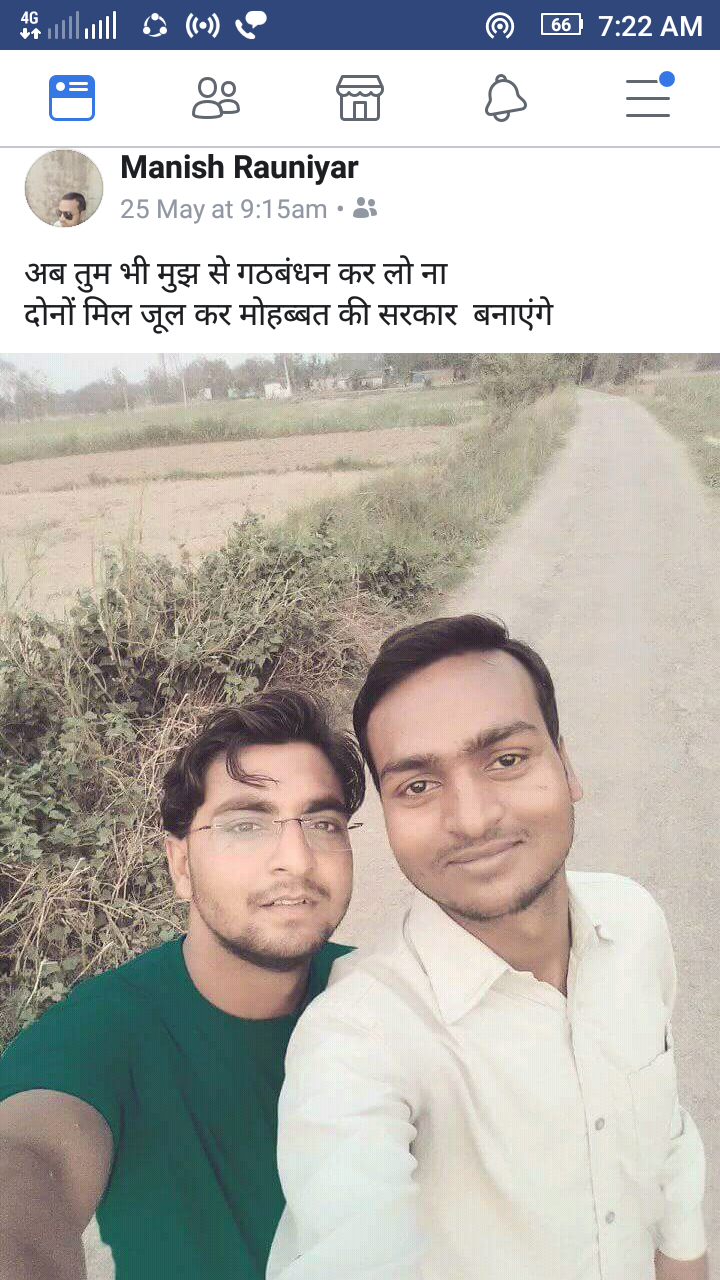 4G 66 7:22 AM
Manish Rauniyar
25 May at 9:15am •
अब तुम भी मुझ से गठबंधन कर लो ना
दोनों मिल जूल कर मोहब्बत की सरकार बनाएंगे